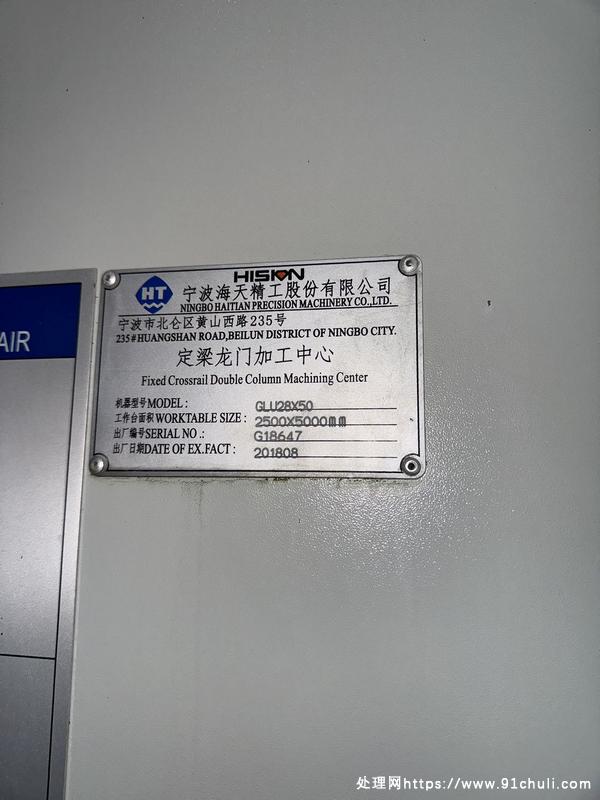 AIR
HISION
HT
宁波海天精工股份有限公司
NINGBO HAITIAN PRECISION MACHINERY CO.,LTD.
宁波市北仑区黄山西路235号
235#HUANGSHAN ROAD,BEILUN DISTRICT OF NINGBO CITY.
定梁龙门加工中心
Fixed Crossrail Double Column Machining Center
机器型号MODEL: GLU28X50
工作台面积WORKTABLE SIZE: 2500X5000mm
出厂编号SERIAL NO.: G18647
出厂日期DATE OF EX.FACT: 201808
处理网https://www.91chuli.com